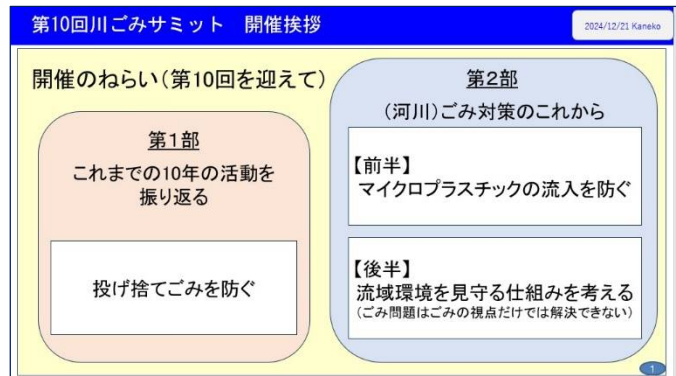 第10回川ごみサミット 開催挨拶
2024/12/21 Kaneko
開催のねらい(第10回を迎えて)
第1部
これまでの10年の活動を
振り返る
投げ捨てごみを防ぐ
第2部
(河川)ごみ対策のこれから
【前半】
マイクロプラスチックの流入を防ぐ
【後半】
流域環境を見守る仕組みを考える
(ごみ問題はごみの視点だけでは解決できない)
1